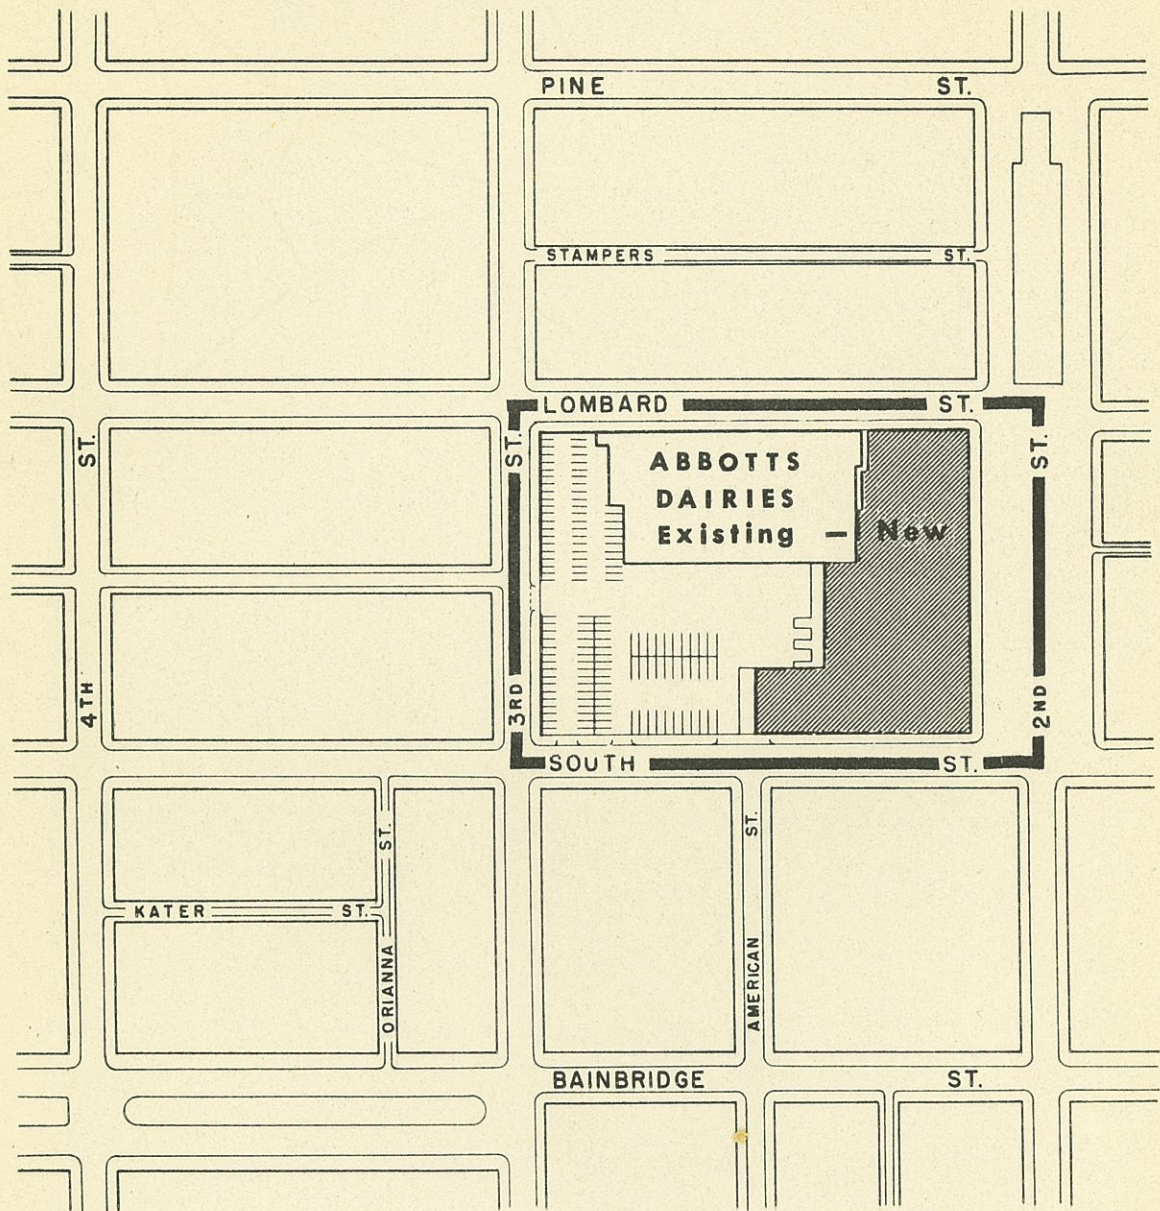 PINE ST.
STAMPERS ST.
LOMBARD ST.
4TH ST.
3RD ST.
ABBOTTS
DAIRIES
Existing — New
2ND ST.
SOUTH ST.
KATER ST.
ORIANNA ST.
AMERICAN ST.
BAINBRIDGE ST.